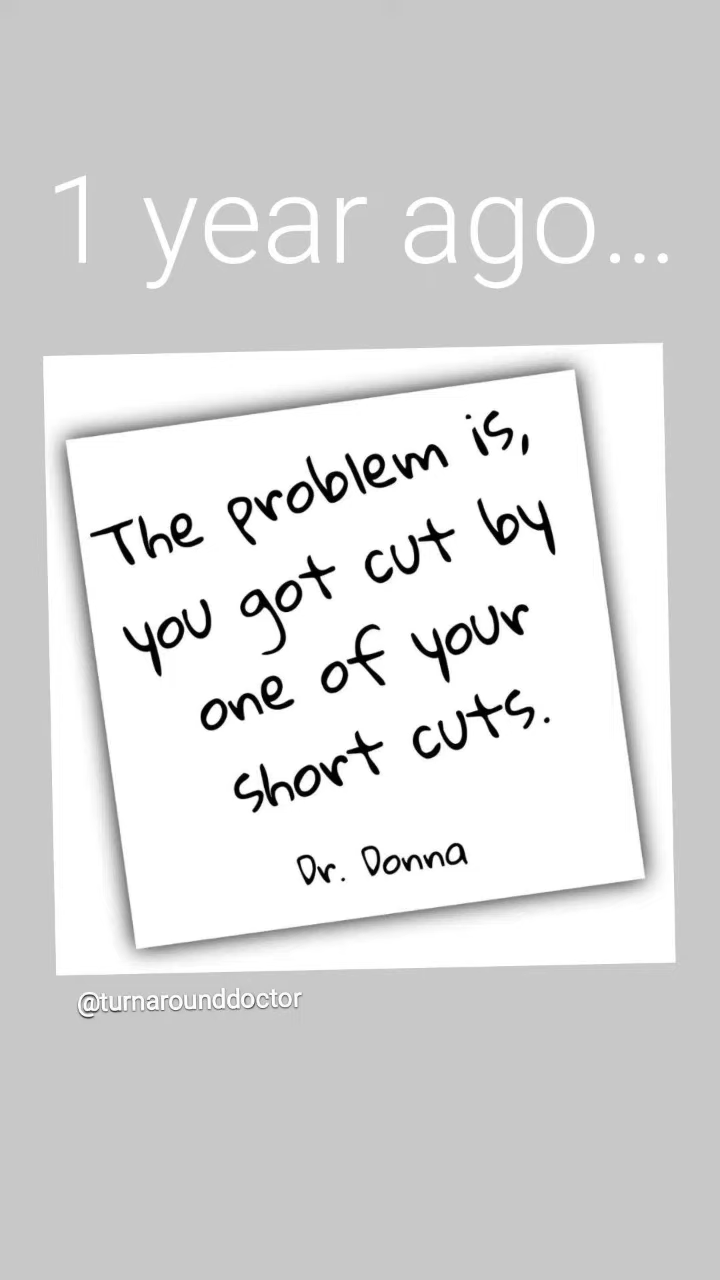 1 year ago...
The problem is,
you got cut by
one of your
short cuts.
Dr. Donna
@turnarounddoctor